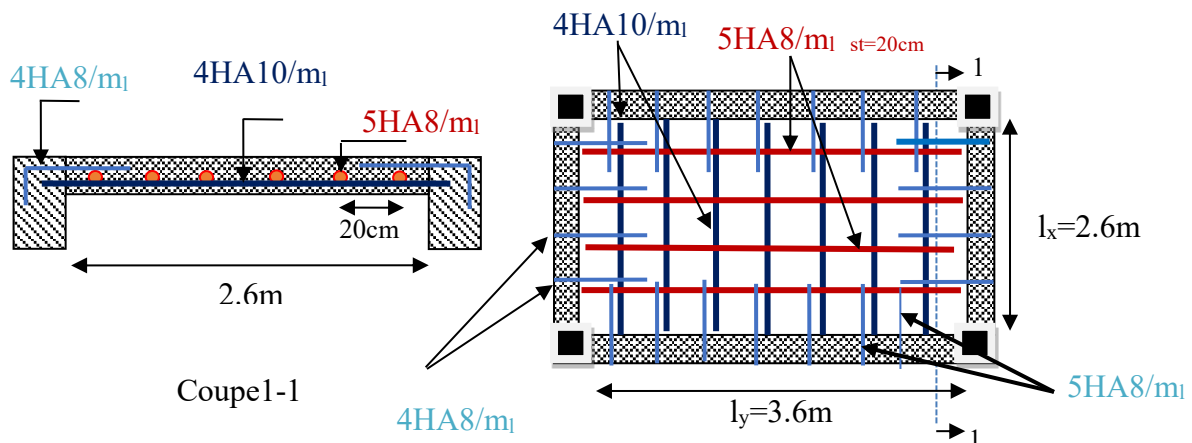 4HA8/ml
4HA10/ml
5HA8/ml
20cm
2.6m
Coupe1-1
4HA10/ml
5HA8/ml st=20cm
1
lx=2.6m
ly=3.6m
4HA8/ml
5HA8/ml
1